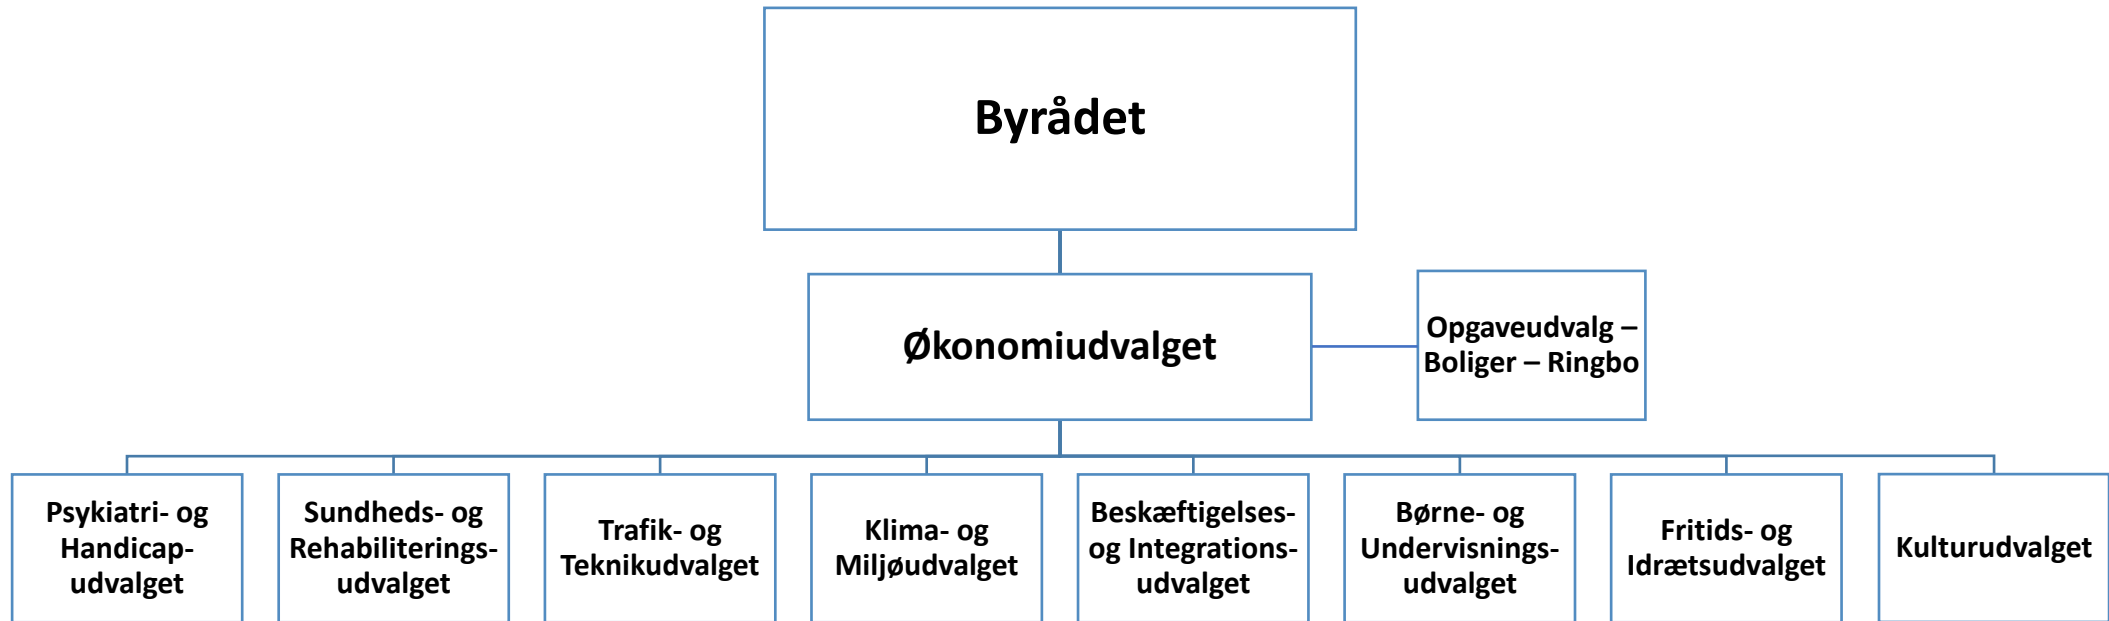 Byrådet
Økonomiudvalget
Opgaveudvalg –
Boliger – Ringbo
Psykiatri- og
Handicap-
udvalget
Sundheds- og
Rehabiliterings-
udvalget
Trafik- og
Teknikudvalget
Klima- og
Miljøudvalget
Beskæftigelses-
og Integrations-
udvalget
Børne- og
Undervisnings-
udvalget
Fritids- og
Idrætsudvalget
Kulturudvalget